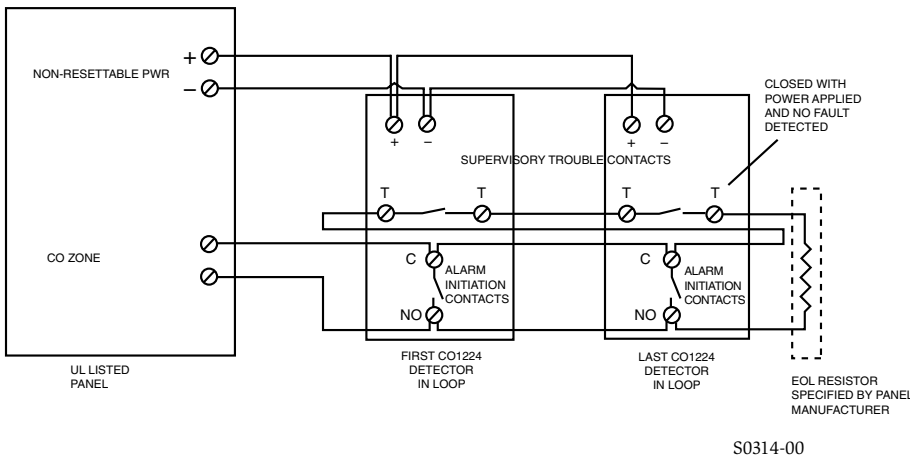 NON-RESETTABLE PWR
+
–
CO ZONE
UL LISTED
PANEL
+ –
+ –
SUPERVISORY TROUBLE CONTACTS
CLOSED WITH
POWER APPLIED
AND NO FAULT
DETECTED
T T
T T
C
ALARM
INITIATION
CONTACTS
NO
C
ALARM
INITIATION
CONTACTS
NO
FIRST CO1224
DETECTOR
IN LOOP
LAST CO1224
DETECTOR
IN LOOP
EOL RESISTOR
SPECIFIED BY PANEL
MANUFACTURER
S0314-00